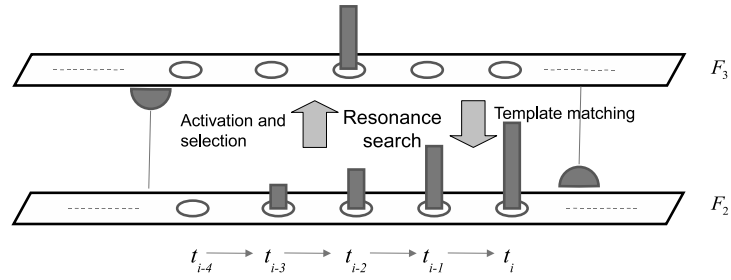 F₃
Activation and
selection
Resonance
search
Template matching
F₂
tᵢ₋₄ tᵢ₋₃ tᵢ₋₂ tᵢ₋₁ tᵢ